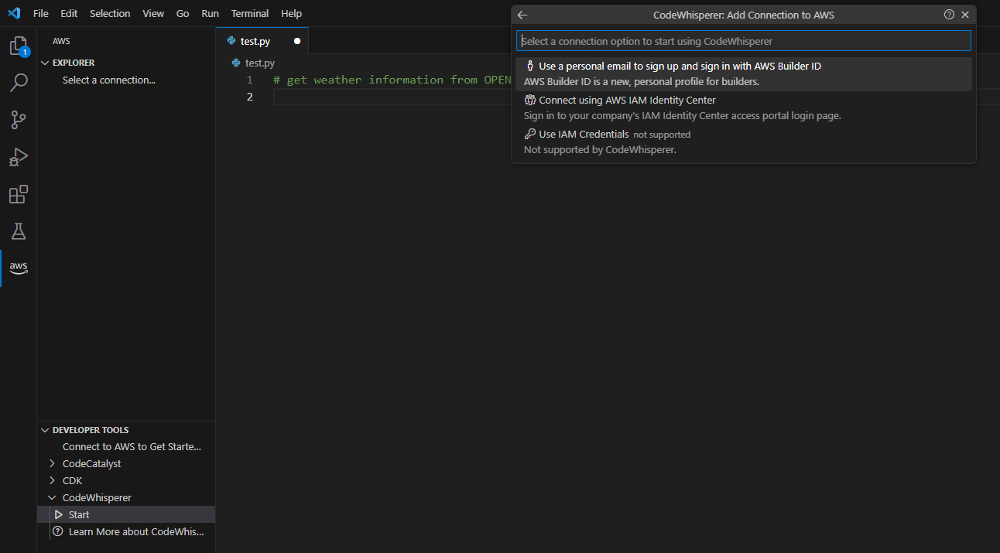 File Edit Selection View Go Run Terminal Help
CodeWhisperer: Add Connection to AWS
Select a connection option to start using CodeWhisperer
Use a personal email to sign up and sign in with AWS Builder ID
AWS Builder ID is a new, personal profile for builders.
Connect using AWS IAM Identity Center
Sign in to your company's IAM Identity Center access portal login page.
Use IAM Credentials not supported
Not supported by CodeWhisperer.
1
aws
AWS
EXPLORER
Select a connection...
test.py
test.py
1 # get weather information from OPEN
2
DEVELOPER TOOLS
Connect to AWS to Get Starte...
CodeCatalyst
CDK
CodeWhisperer
Start
Learn More about CodeWhis...